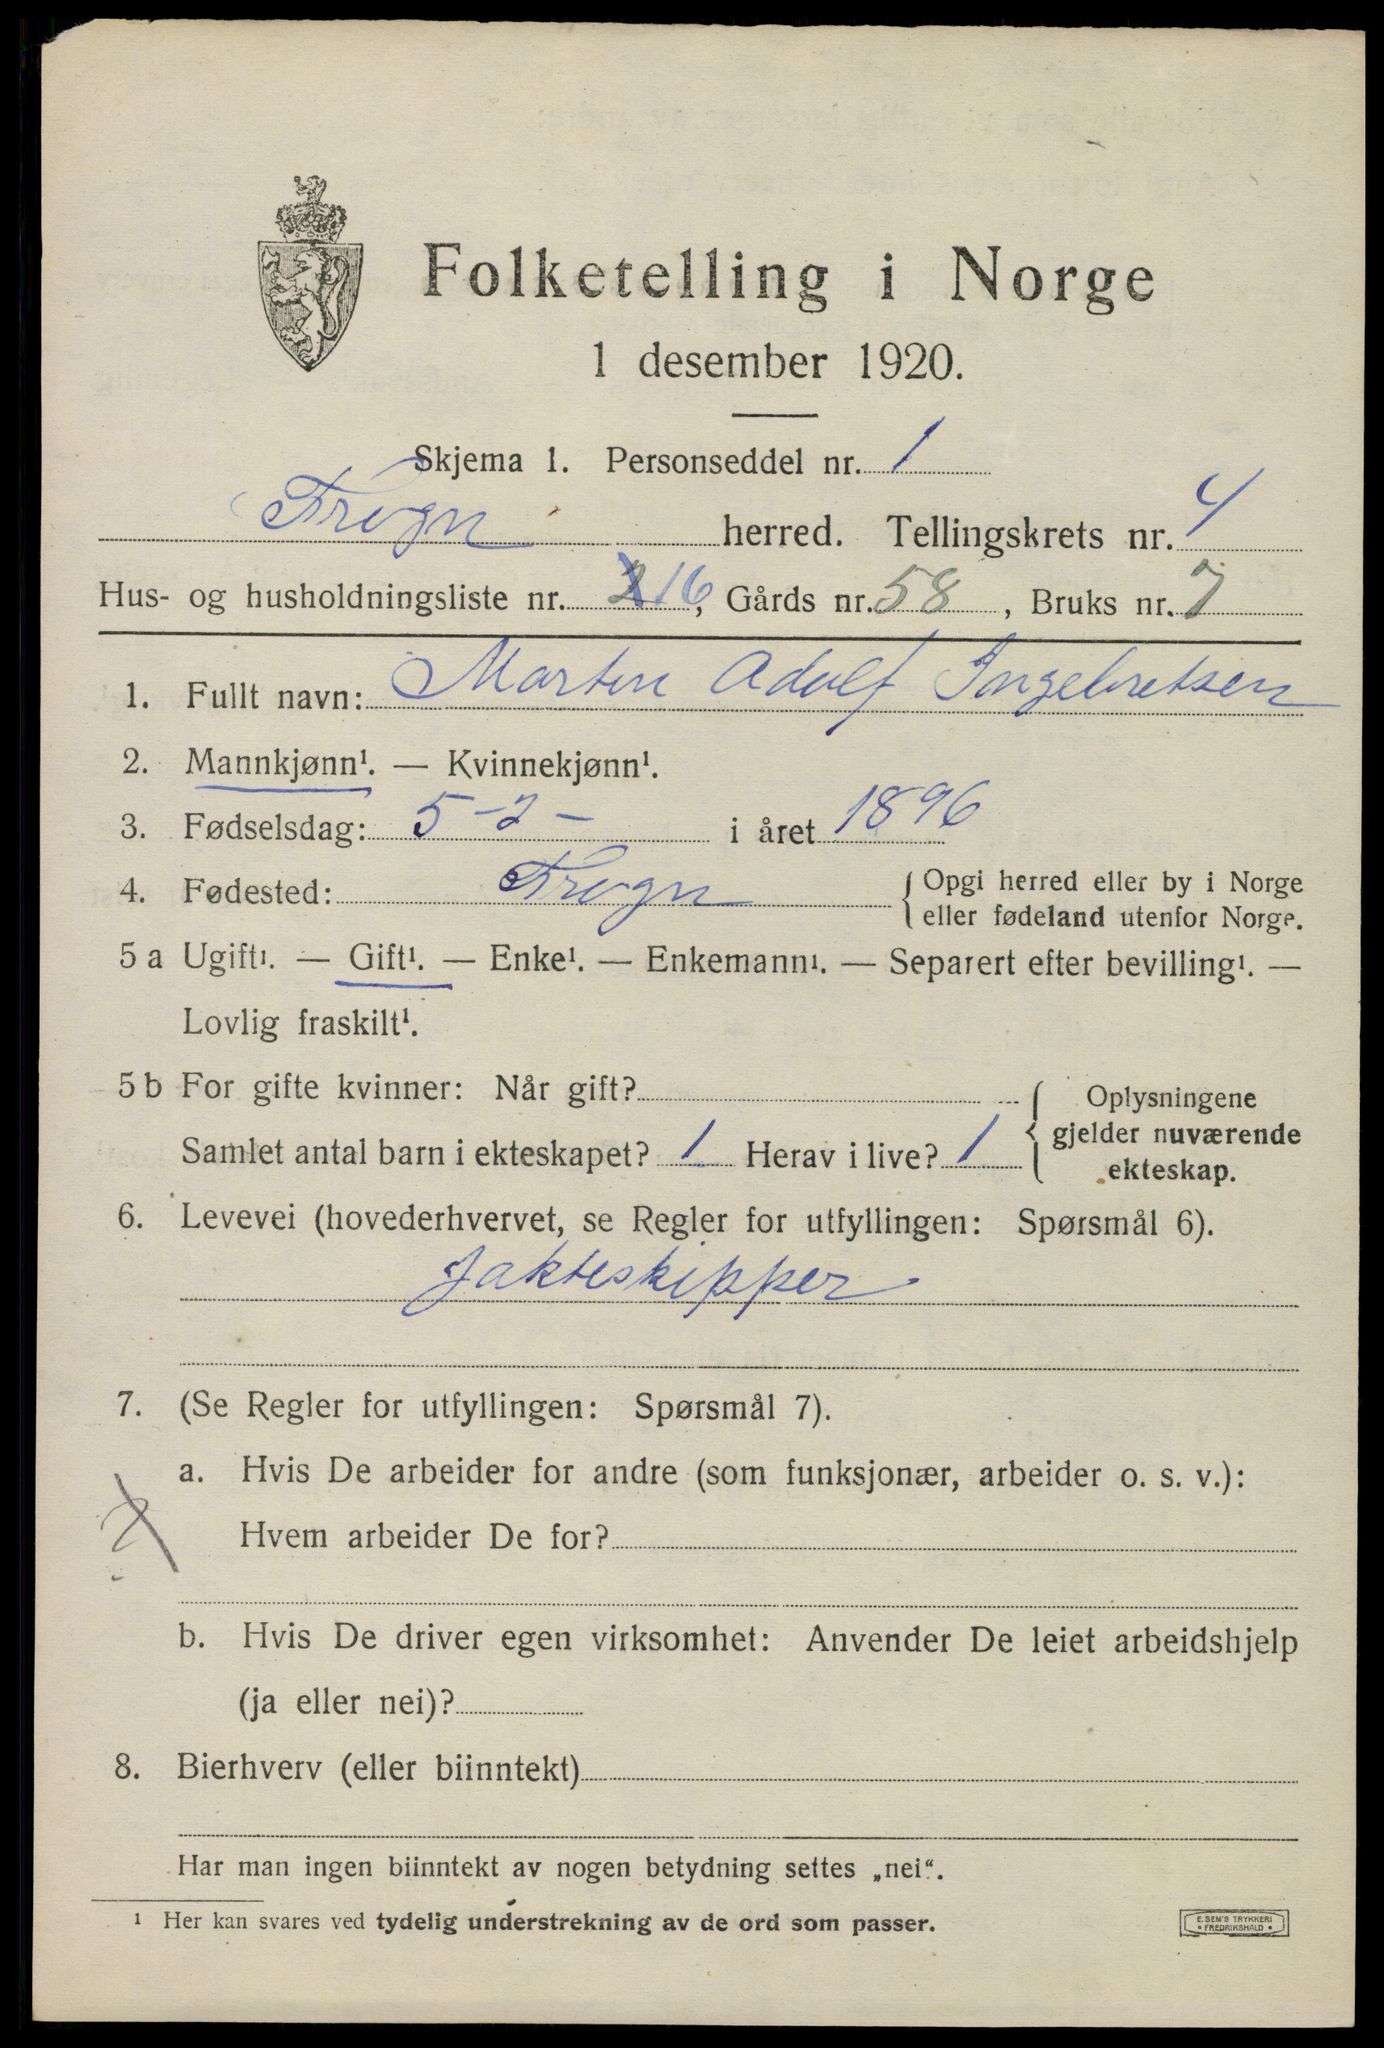 Folketelling i Norge
1 desember 1920.
Skjema 1. Personseddel nr. 1
Frogn herred. Tellingskrets nr. 4
Hus- og husholdningsliste nr. 2 16, Gårds nr. 58, Bruks nr. 7
1. Fullt navn: Martin Adolf Ingebretsen
2. Mannkjønn¹. — Kvinnekjønn¹.
3. Fødselsdag: 5-2- i året 1896
4. Fødested: Frogn { Opgi herred eller by i Norge
eller fødeland utenfor Norge.
5 a Ugift¹. — Gift¹. — Enke¹. — Enkemann¹. — Separert efter bevilling¹. —
Lovlig fraskilt¹.
5 b For gifte kvinner: Når gift? { Oplysningene
gjelder nuværende
ekteskap.
Samlet antal barn i ekteskapet? 1 Herav i live? 1
6. Levevei (hovederhvervet, se Regler for utfyllingen: Spørsmål 6).
Jakteskipper
7. (Se Regler for utfyllingen: Spørsmål 7).
a. Hvis De arbeider for andre (som funksjonær, arbeider o. s. v.):
Hvem arbeider De for?
b. Hvis De driver egen virksomhet: Anvender De leiet arbeidshjelp
(ja eller nei)?
8. Bierhverv (eller biinntekt)
Har man ingen biinntekt av nogen betydning settes „nei".
¹ Her kan svares ved tydelig understrekning av de ord som passer.
E. SEM'S TRYKKERI
• FREDRIKSHALD •